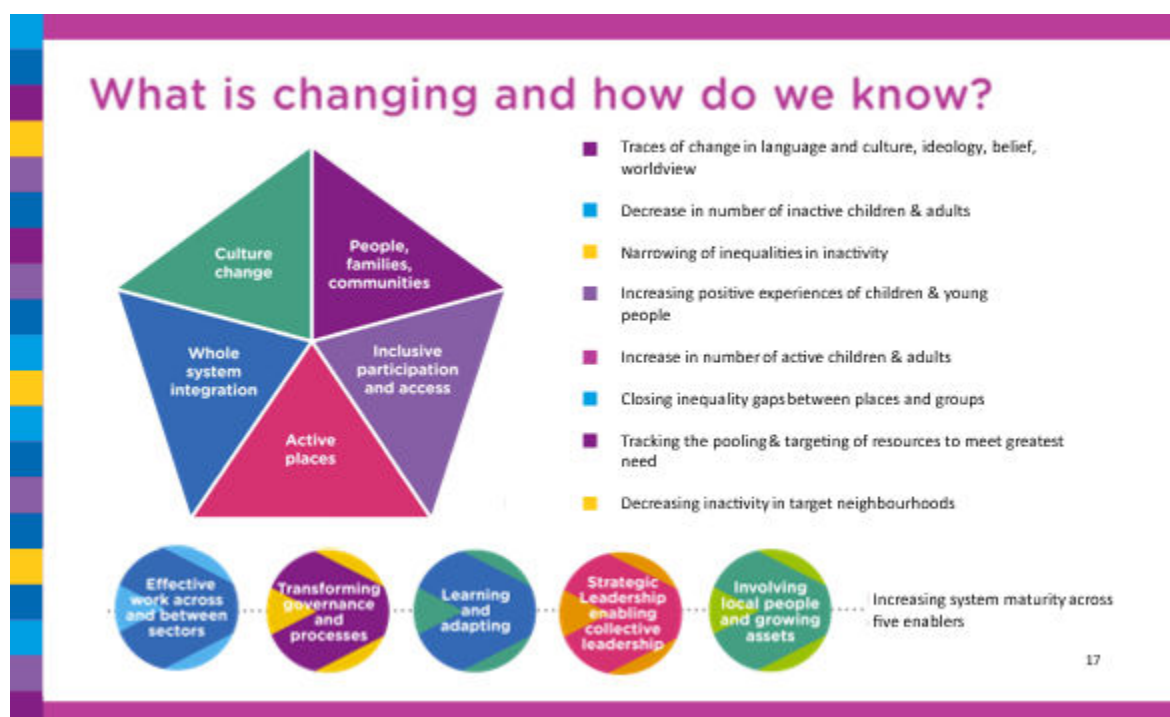 What is changing and how do we know?
Culture
change
People,
families,
communities
Whole
system
integration
Inclusive
participation
and access
Active
places
Traces of change in language and culture, ideology, belief,
worldview
Decrease in number of inactive children & adults
Narrowing of inequalities in inactivity
Increasing positive experiences of children & young
people
Increase in number of active children & adults
Closing inequality gaps between places and groups
Tracking the pooling & targeting of resources to meet greatest
need
Decreasing inactivity in target neighbourhoods
Effective
work across
and between
sectors
Transforming
governance
and
processes
Learning
and
adapting
Strategic
Leadership
enabling
collective
leadership
Involving
local people
and growing
assets
Increasing system maturity across
five enablers
17